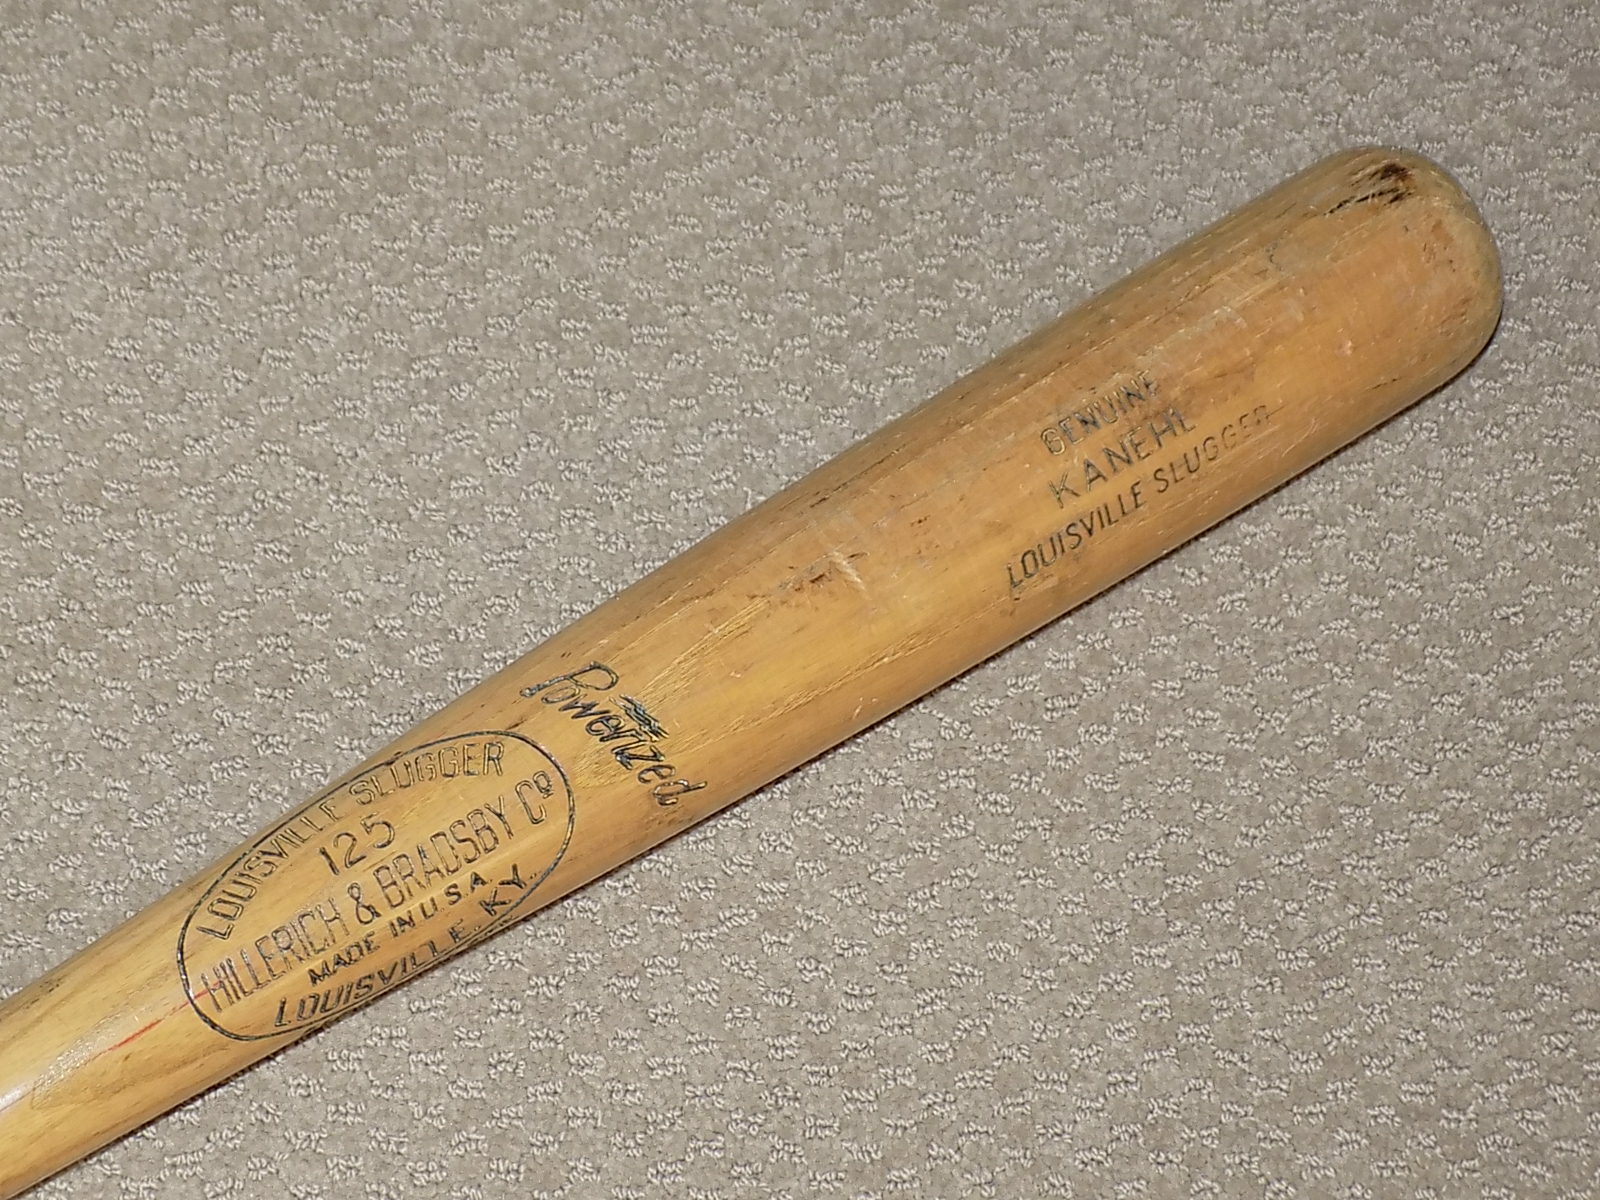 LOUISVILLE SLUGGER
125
HILLERICH & BRADSBY Co
MADE IN U.S.A.
LOUISVILLE, KY.
Powerized
GENUINE
KANEHL
LOUISVILLE SLUGGER